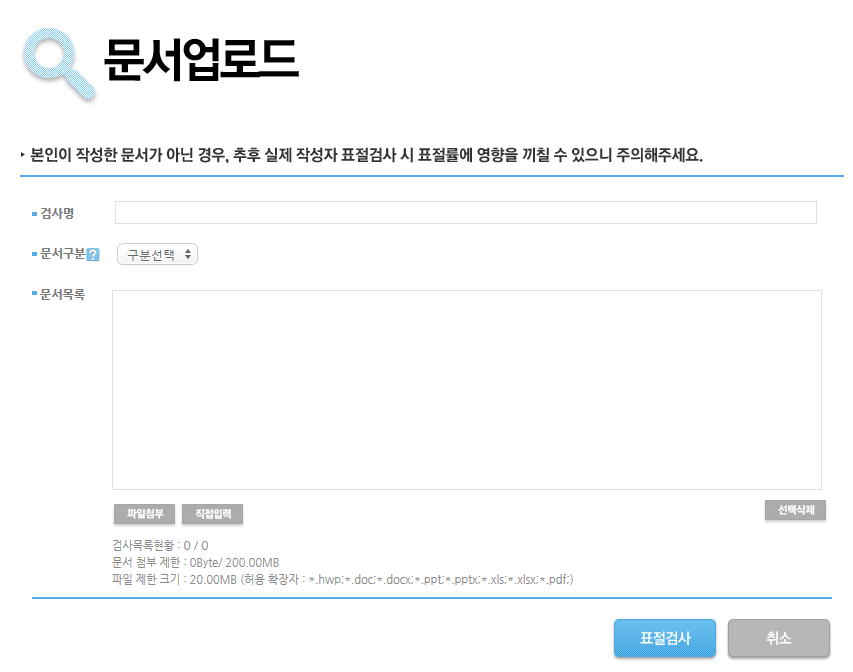 문서업로드
본인이 작성한 문서가 아닌 경우, 추후 실제 작성자 표절검사 시 표절률에 영향을 끼칠 수 있으니 주의해주세요.
검사명
문서구분 ?
구분선택
문서목록
파일첨부 직접입력 선택삭제
검사목록현황 : 0 / 0
문서 첨부 제한 : 0Byte/ 200.00MB
파일 제한 크기 : 20.00MB (허용 확장자 : *.hwp;*.doc;*.docx;*.ppt;*.pptx;*.xls;*.xlsx;*.pdf;)
표절검사 취소